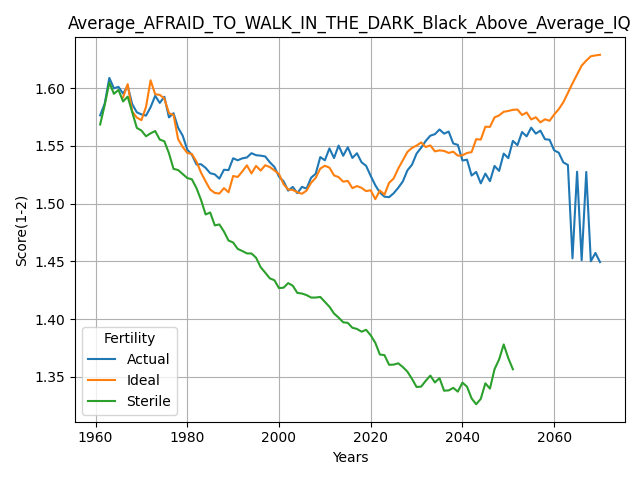 Average_AFRAID_TO_WALK_IN_THE_DARK_Black_Above_Average_IQ
1.60
1.55
1.50
1.45
1.40
1.35
Score(1-2)
Fertility
Actual
Ideal
Sterile
1960
1980
2000
2020
2040
2060
Years